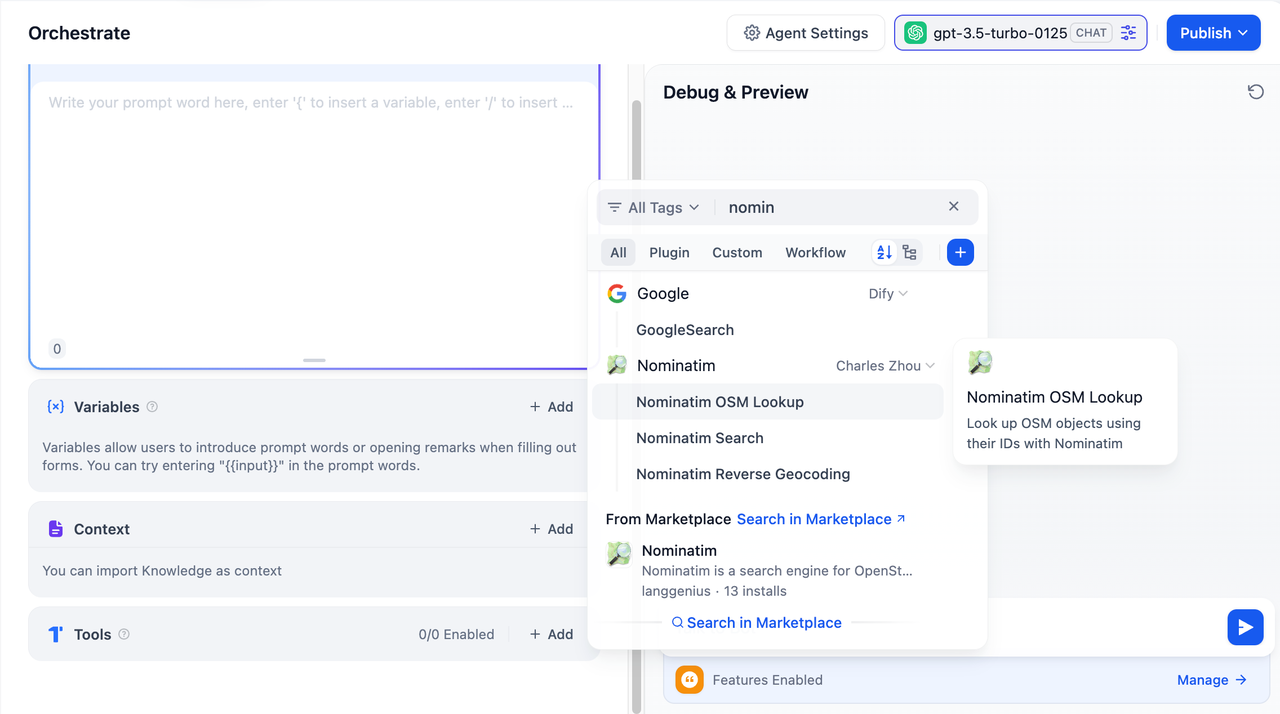 Orchestrate
Agent Settings
gpt-3.5-turbo-0125 CHAT
Publish
Write your prompt word here, enter '{' to insert a variable, enter '/' to insert ...
0
Variables
+ Add
Variables allow users to introduce prompt words or opening remarks when filling out
forms. You can try entering "{{input}}" in the prompt words.
Context
+ Add
You can import Knowledge as context
Tools
0/0 Enabled
+ Add
Debug & Preview
All Tags
nomin
All Plugin Custom Workflow
Google
Dify
GoogleSearch
Nominatim
Charles Zhou
Nominatim OSM Lookup
Nominatim Search
Nominatim Reverse Geocoding
From Marketplace Search in Marketplace
Nominatim
Nominatim is a search engine for OpenSt...
langgenius · 13 installs
Search in Marketplace
Nominatim OSM Lookup
Look up OSM objects using
their IDs with Nominatim
Features Enabled
Manage